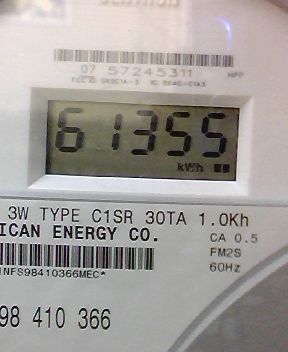 07 57245311 HPP
61355
kWh
3W TYPE C1SR 30TA 1.0Kh
ICAN ENERGY CO.
CA 0.5
FM2S
60Hz
INFS98410366MEC*
98 410 366